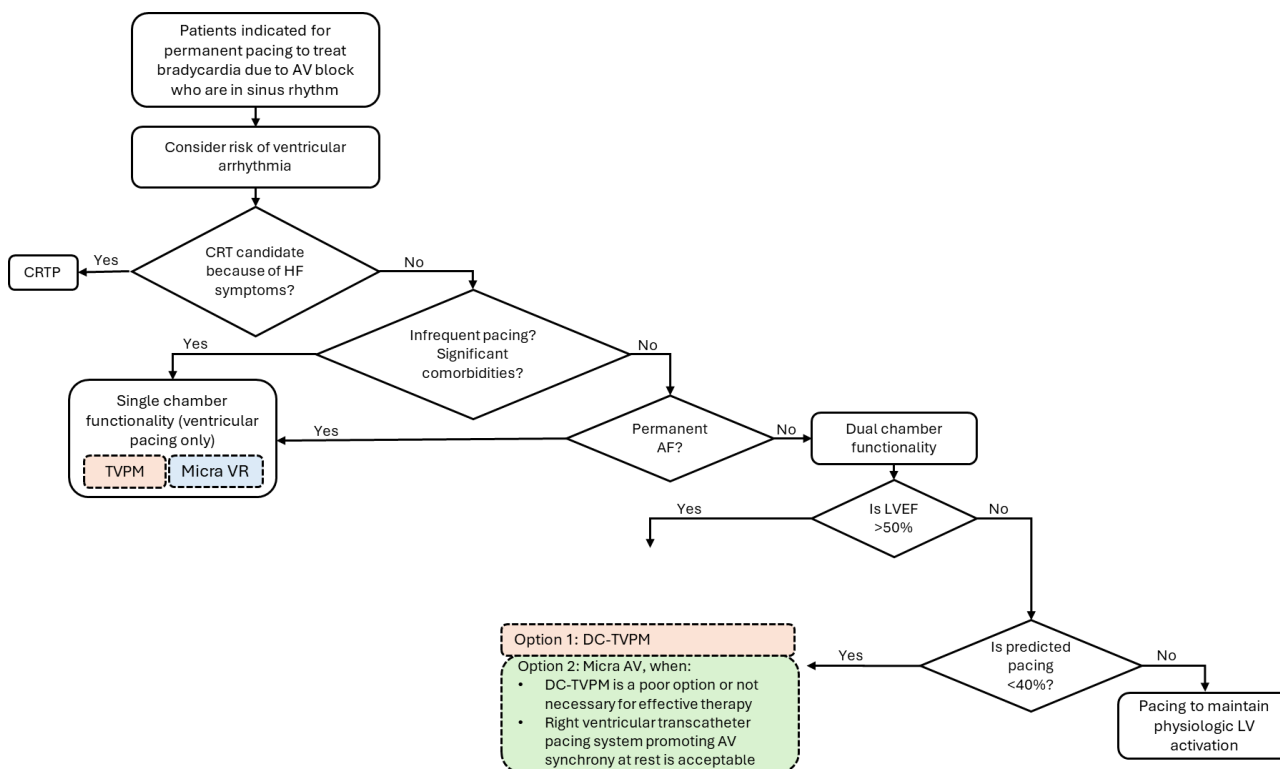 Patients indicated for
permanent pacing to treat
bradycardia due to AV block
who are in sinus rhythm
Consider risk of ventricular
arrhythmia
CRT candidate
because of HF
symptoms?
Yes
CRTP
No
Infrequent pacing?
Significant
comorbidities?
Yes
No
Single chamber
functionality (ventricular
pacing only)
TVPM
Micra VR
Permanent
AF?
Yes
No
Dual chamber
functionality
Is LVEF
>50%
Yes
No
Is predicted
pacing
<40%?
Yes
No
Option 1: DC-TVPM
Option 2: Micra AV, when:
• DC-TVPM is a poor option or not
necessary for effective therapy
• Right ventricular transcatheter
pacing system promoting AV
synchrony at rest is acceptable
Pacing to maintain
physiologic LV
activation